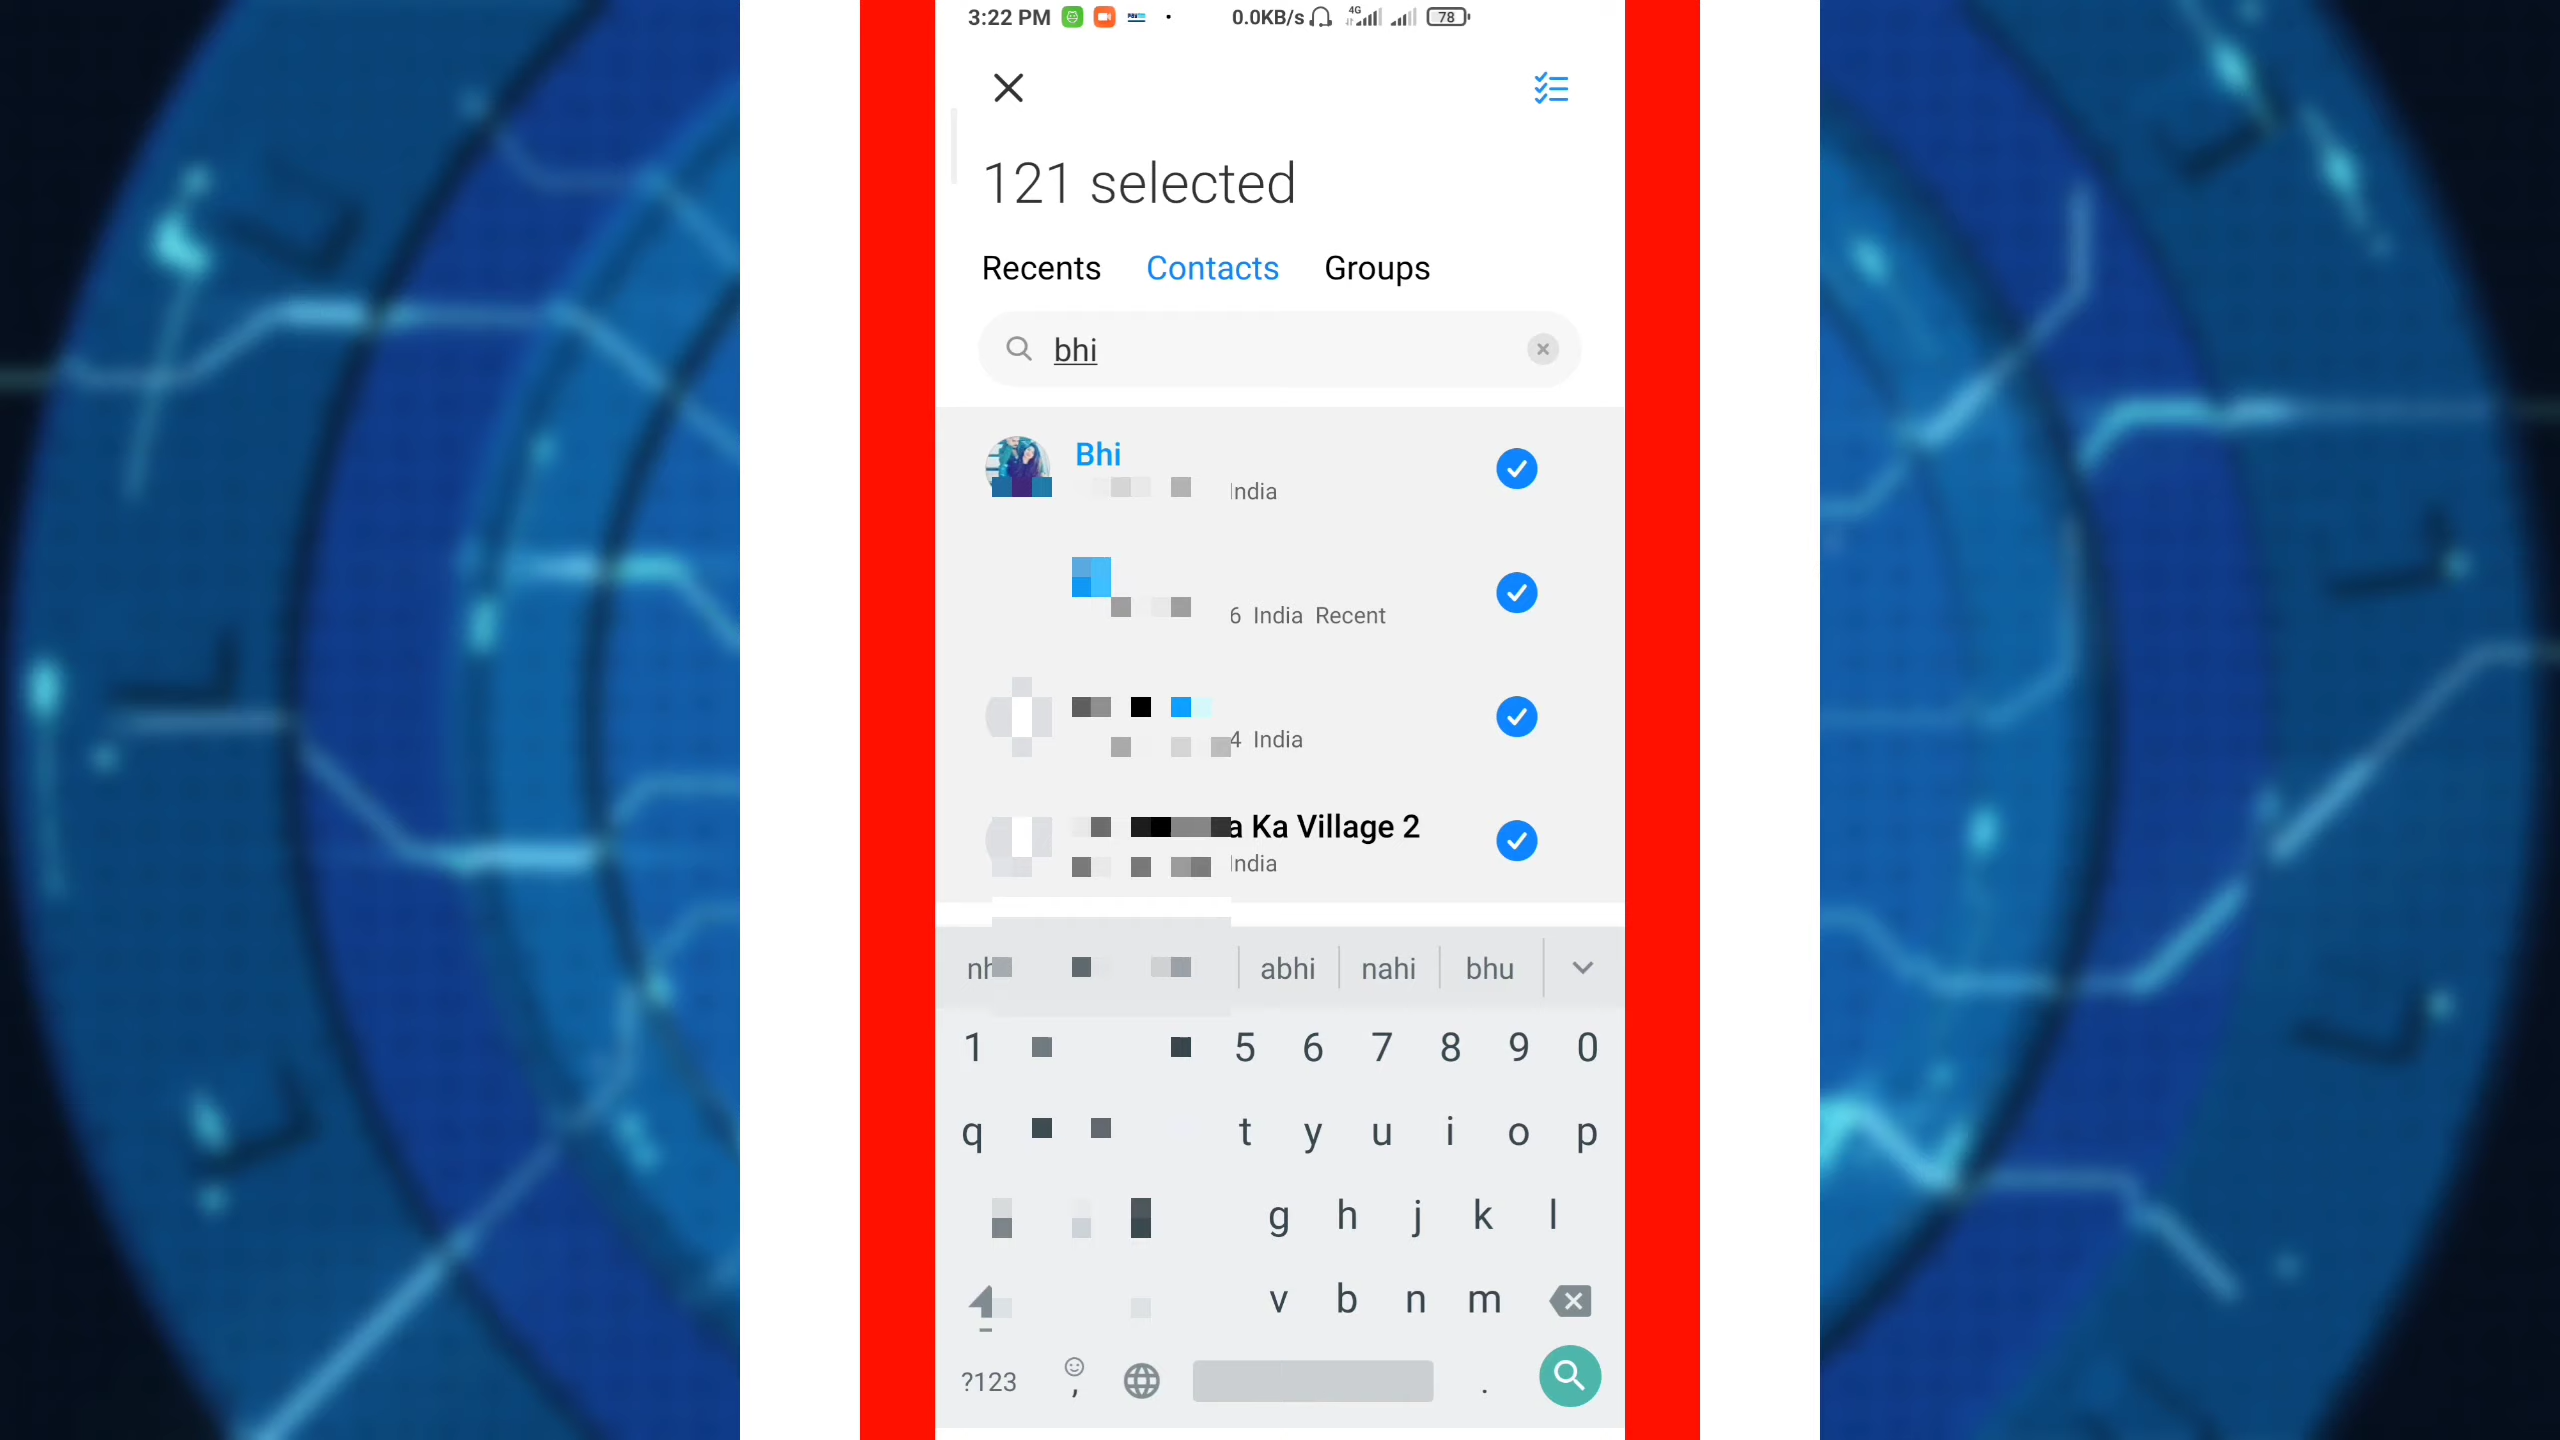 3:22 PM 0.0KB/s 4G 78
121 selected
Recents Contacts Groups
bhi
Bhi
India
6 India Recent
4 India
a Ka Village 2
India
abhi nahi bhu
1 5 6 7 8 9 0
q t y u i o p
g h j k l
v b n m
?123 , .